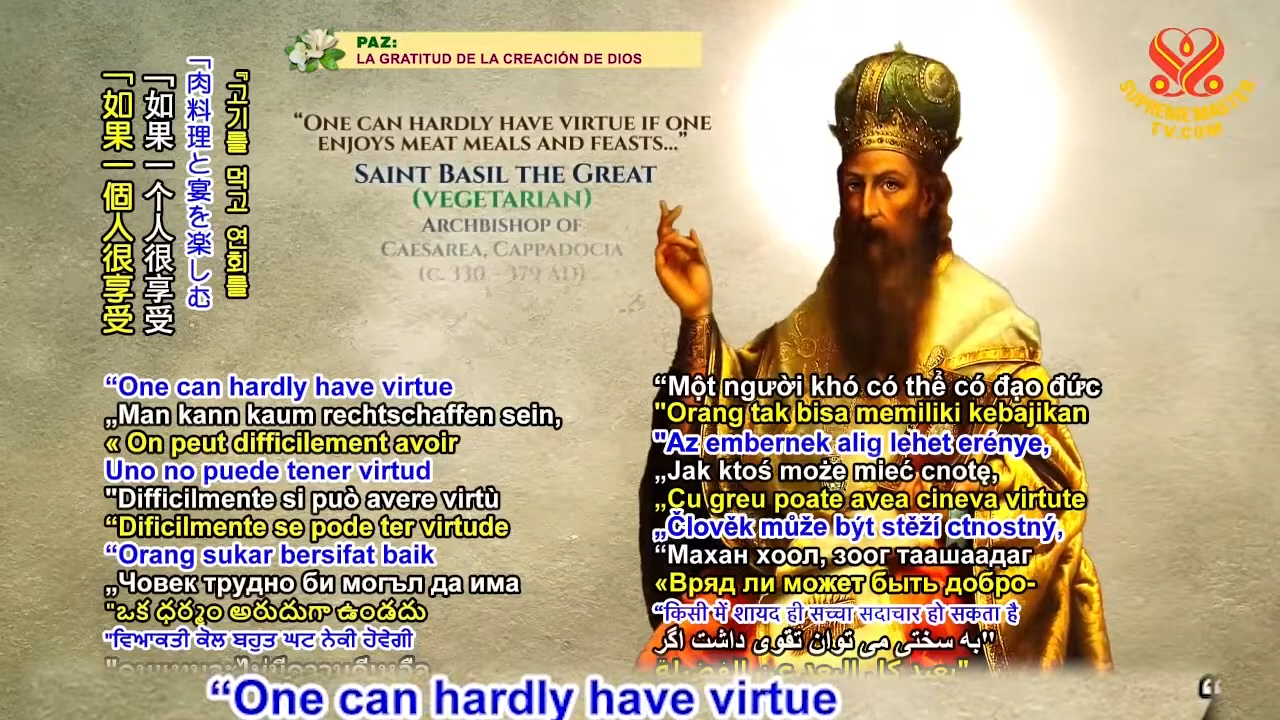 PAZ:
LA GRATITUD DE LA CREACIÓN DE DIOS
SUPREME MASTER
TV.COM
“ONE CAN HARDLY HAVE VIRTUE IF ONE
ENJOYS MEAT MEALS AND FEASTS...”
SAINT BASIL THE GREAT
(VEGETARIAN)
ARCHBISHOP OF
CAESAREA, CAPPADOCIA
(C. 330 - 379 AD)
『고기를 먹고 연회를
「肉料理と宴を楽しむ
「如果一个人很享受
「如果一個人很享受
“One can hardly have virtue
„Man kann kaum rechtschaffen sein,
« On peut difficilement avoir
Uno no puede tener virtud
"Difficilmente si può avere virtù
“Dificilmente se pode ter virtude
“Orang sukar bersifat baik
„Човек трудно би могъл да има
"ఒక ధర్మం అరుదుగా ఉండదు
"ਵਿਆਕਤੀ ਕੋਲ ਬਹੁਤ ਘਟ ਨੇਕੀ ਹੋਵੇਗੀ
“Một người khó có thể có đạo đức
"Orang tak bisa memiliki kebajikan
"Az embernek alig lehet erénye,
„Jak ktoś może mieć cnotę,
„Cu greu poate avea cineva virtute
„Člověk může být stěží ctnostný,
“Махан хоол, зоог таашаадаг
«Вряд ли может быть добро-
“किसी में शायद ही सच्चा सदाचार हो सकता है
"به سختی می توان تقوی داشت اگر
“One can hardly have virtue